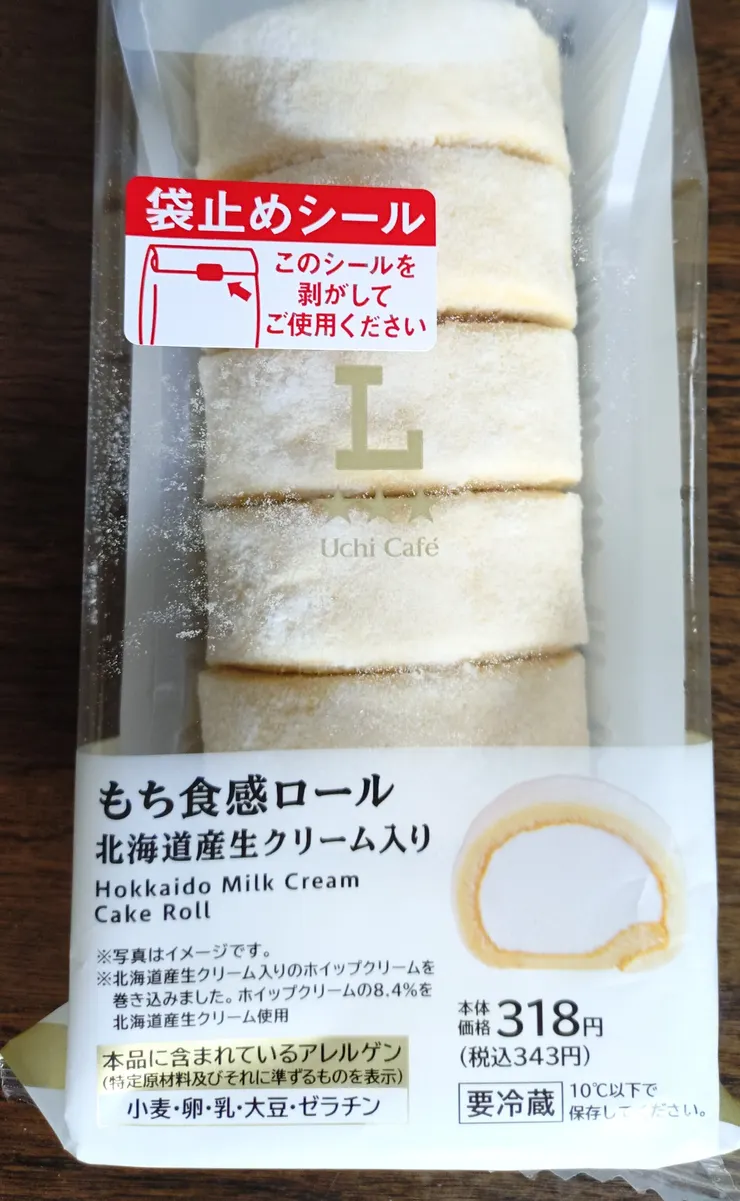 袋止めシール
このシールを
剥がして
ご使用ください
L
Uchi Café
もち食感ロール
北海道産生クリーム入り
Hokkaido Milk Cream
Cake Roll
※写真はイメージです。
※北海道産生クリーム入りのホイップクリームを
巻き込みました。ホイップクリームの8.4%を
北海道産生クリーム使用
本品に含まれているアレルゲン
(特定原材料及びそれに準ずるものを表示)
小麦・卵・乳・大豆・ゼラチン
本体
価格 318円
(税込343円)
要冷蔵
10℃以下で
保存してください。